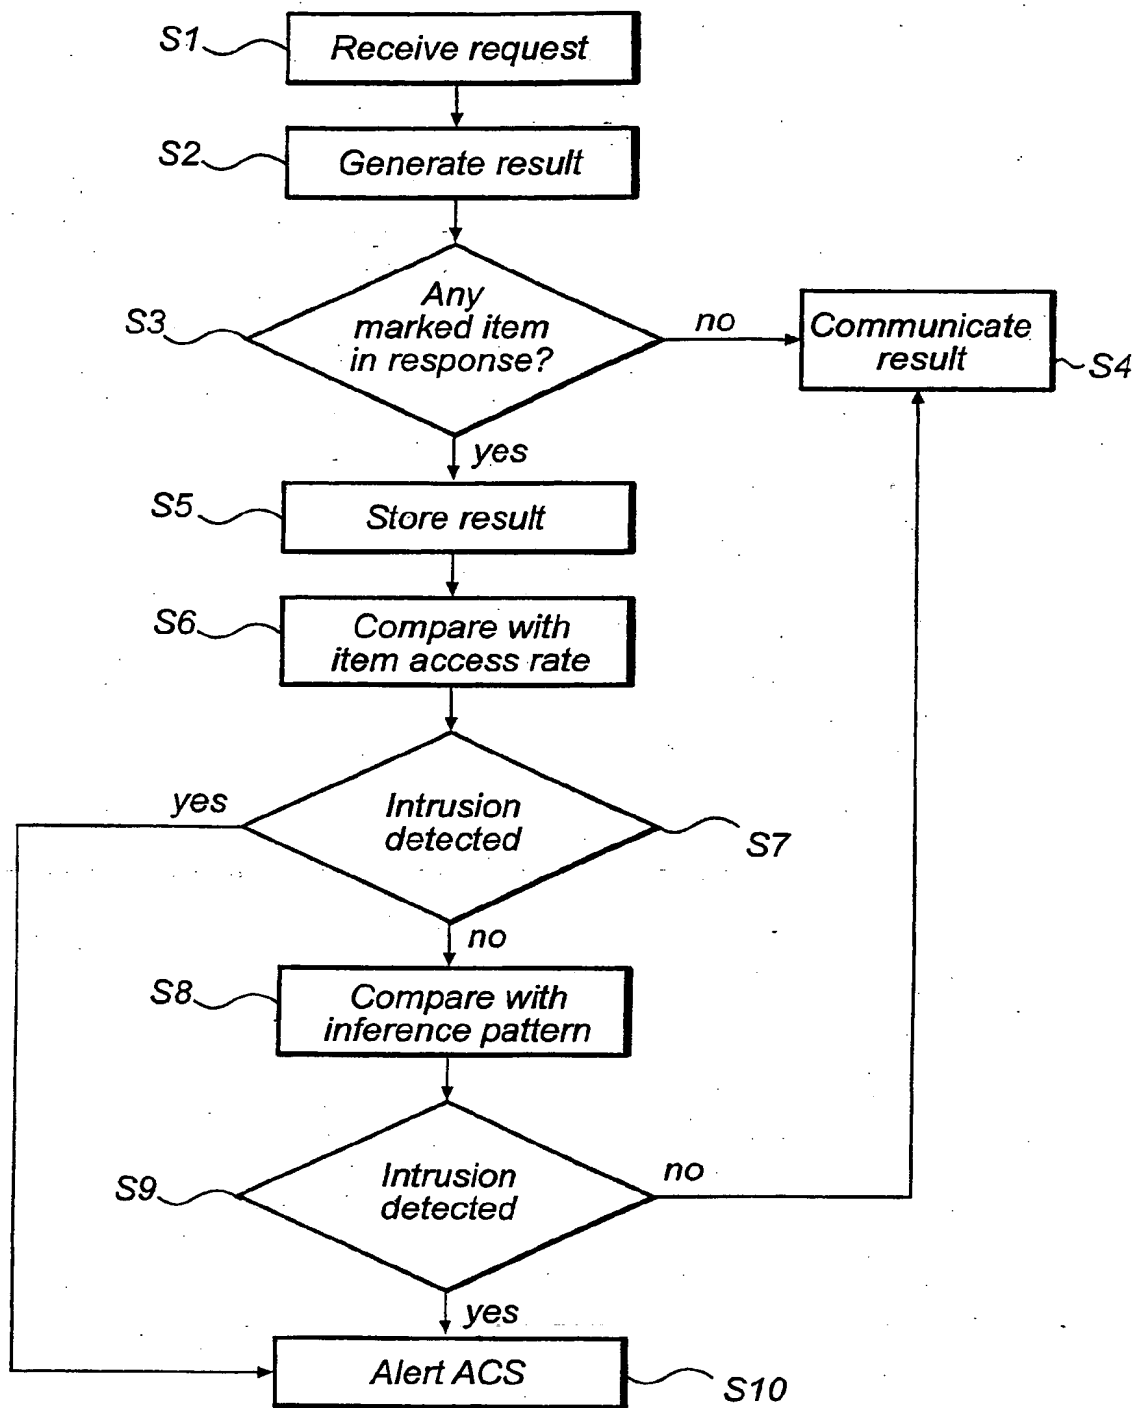 S1
Receive request
S2
Generate result
S3
Any
marked item
in response?
no
Communicate
result
S4
yes
S5
Store result
S6
Compare with
item access rate
yes
Intrusion
detected
S7
no
S8
Compare with
inference pattern
S9
Intrusion
detected
no
yes
Alert ACS
S10